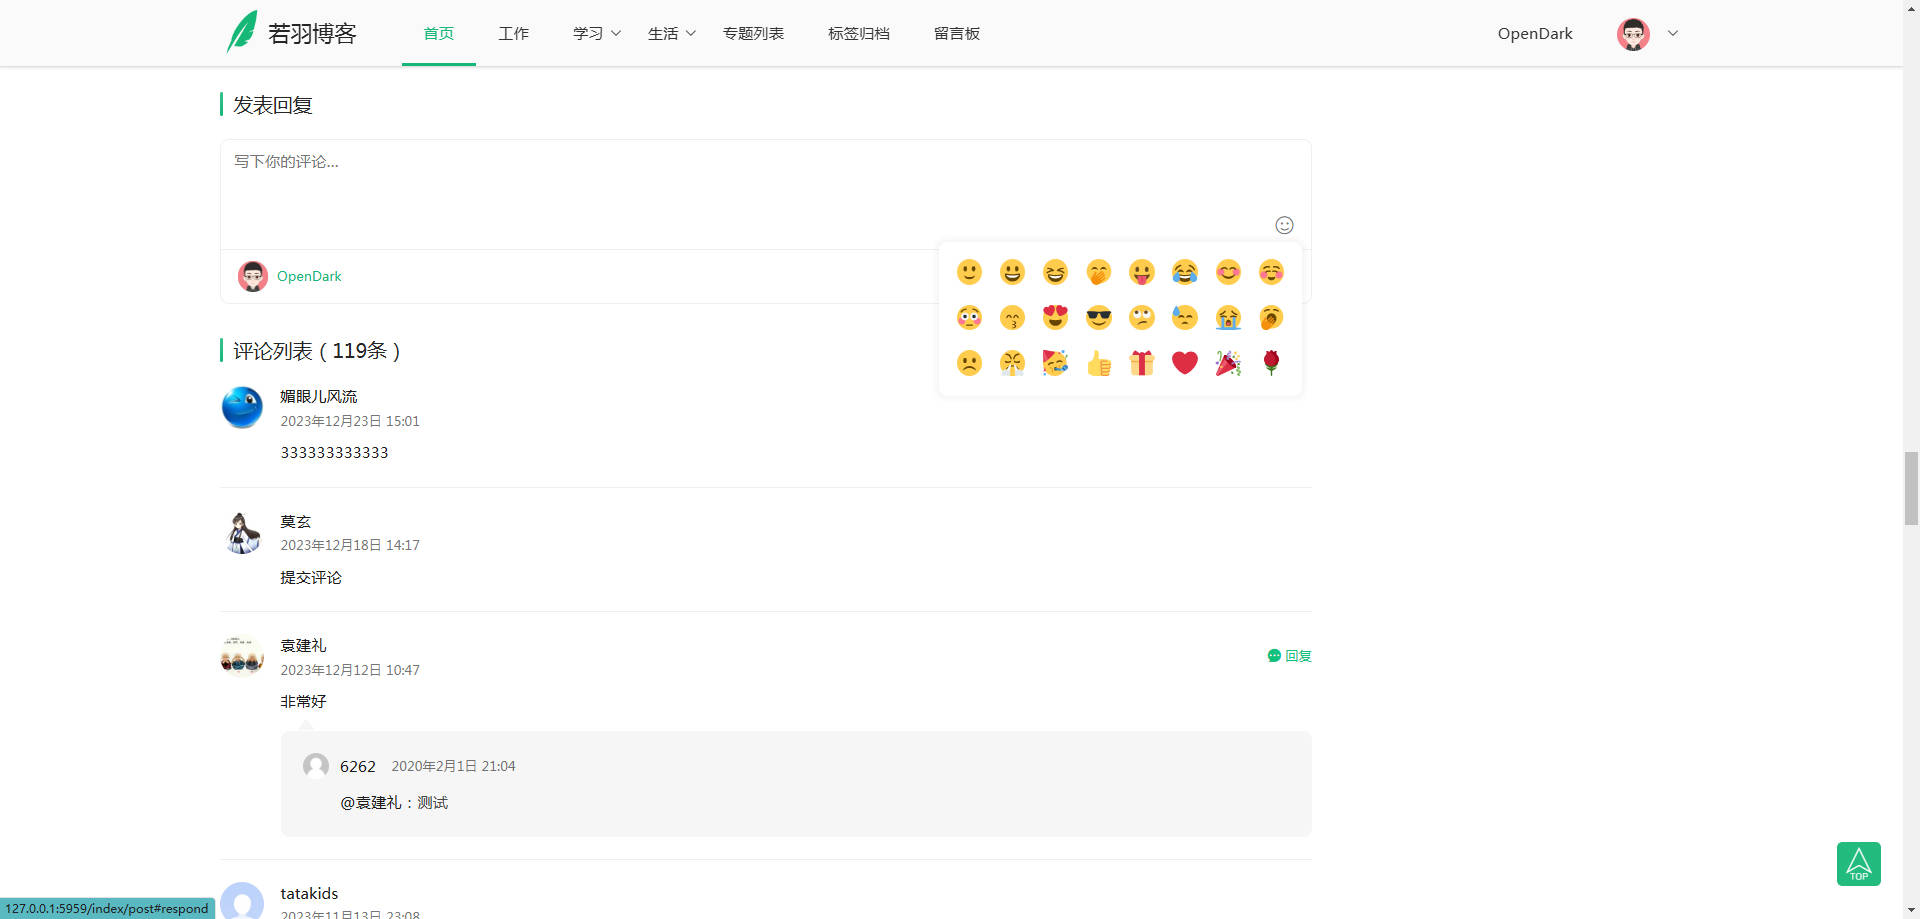 若羽博客
首页 工作 学习 生活 专题列表 标签归档 留言板
OpenDark
发表回复
写下你的评论...
OpenDark
评论列表（119条）
媚眼儿风流
2023年12月23日 15:01
333333333333
莫玄
2023年12月18日 14:17
提交评论
袁建礼
2023年12月12日 10:47
回复
非常好
6262 2020年2月1日 21:04
@袁建礼：测试
TOP
tatakids
2023年11月13日 23:08
127.0.0.1:5959/index/post#respond